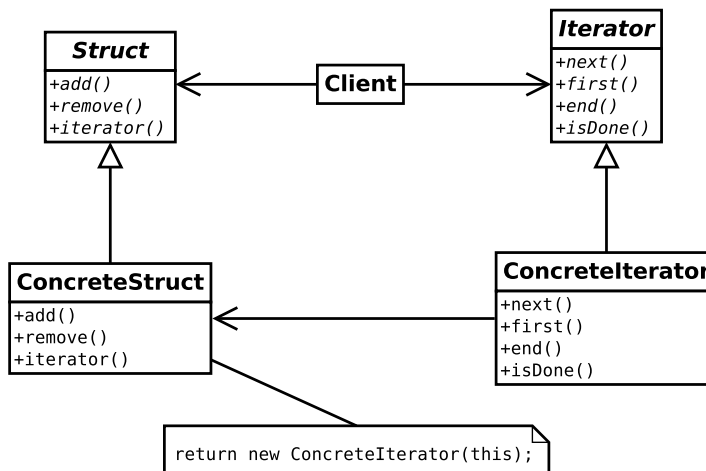 Struct
+add()
+remove()
+iterator()
Client
Iterator
+next()
+first()
+end()
+isDone()
ConcreteStruct
+add()
+remove()
+iterator()
ConcreteIterator
+next()
+first()
+end()
+isDone()
return new ConcreteIterator(this);